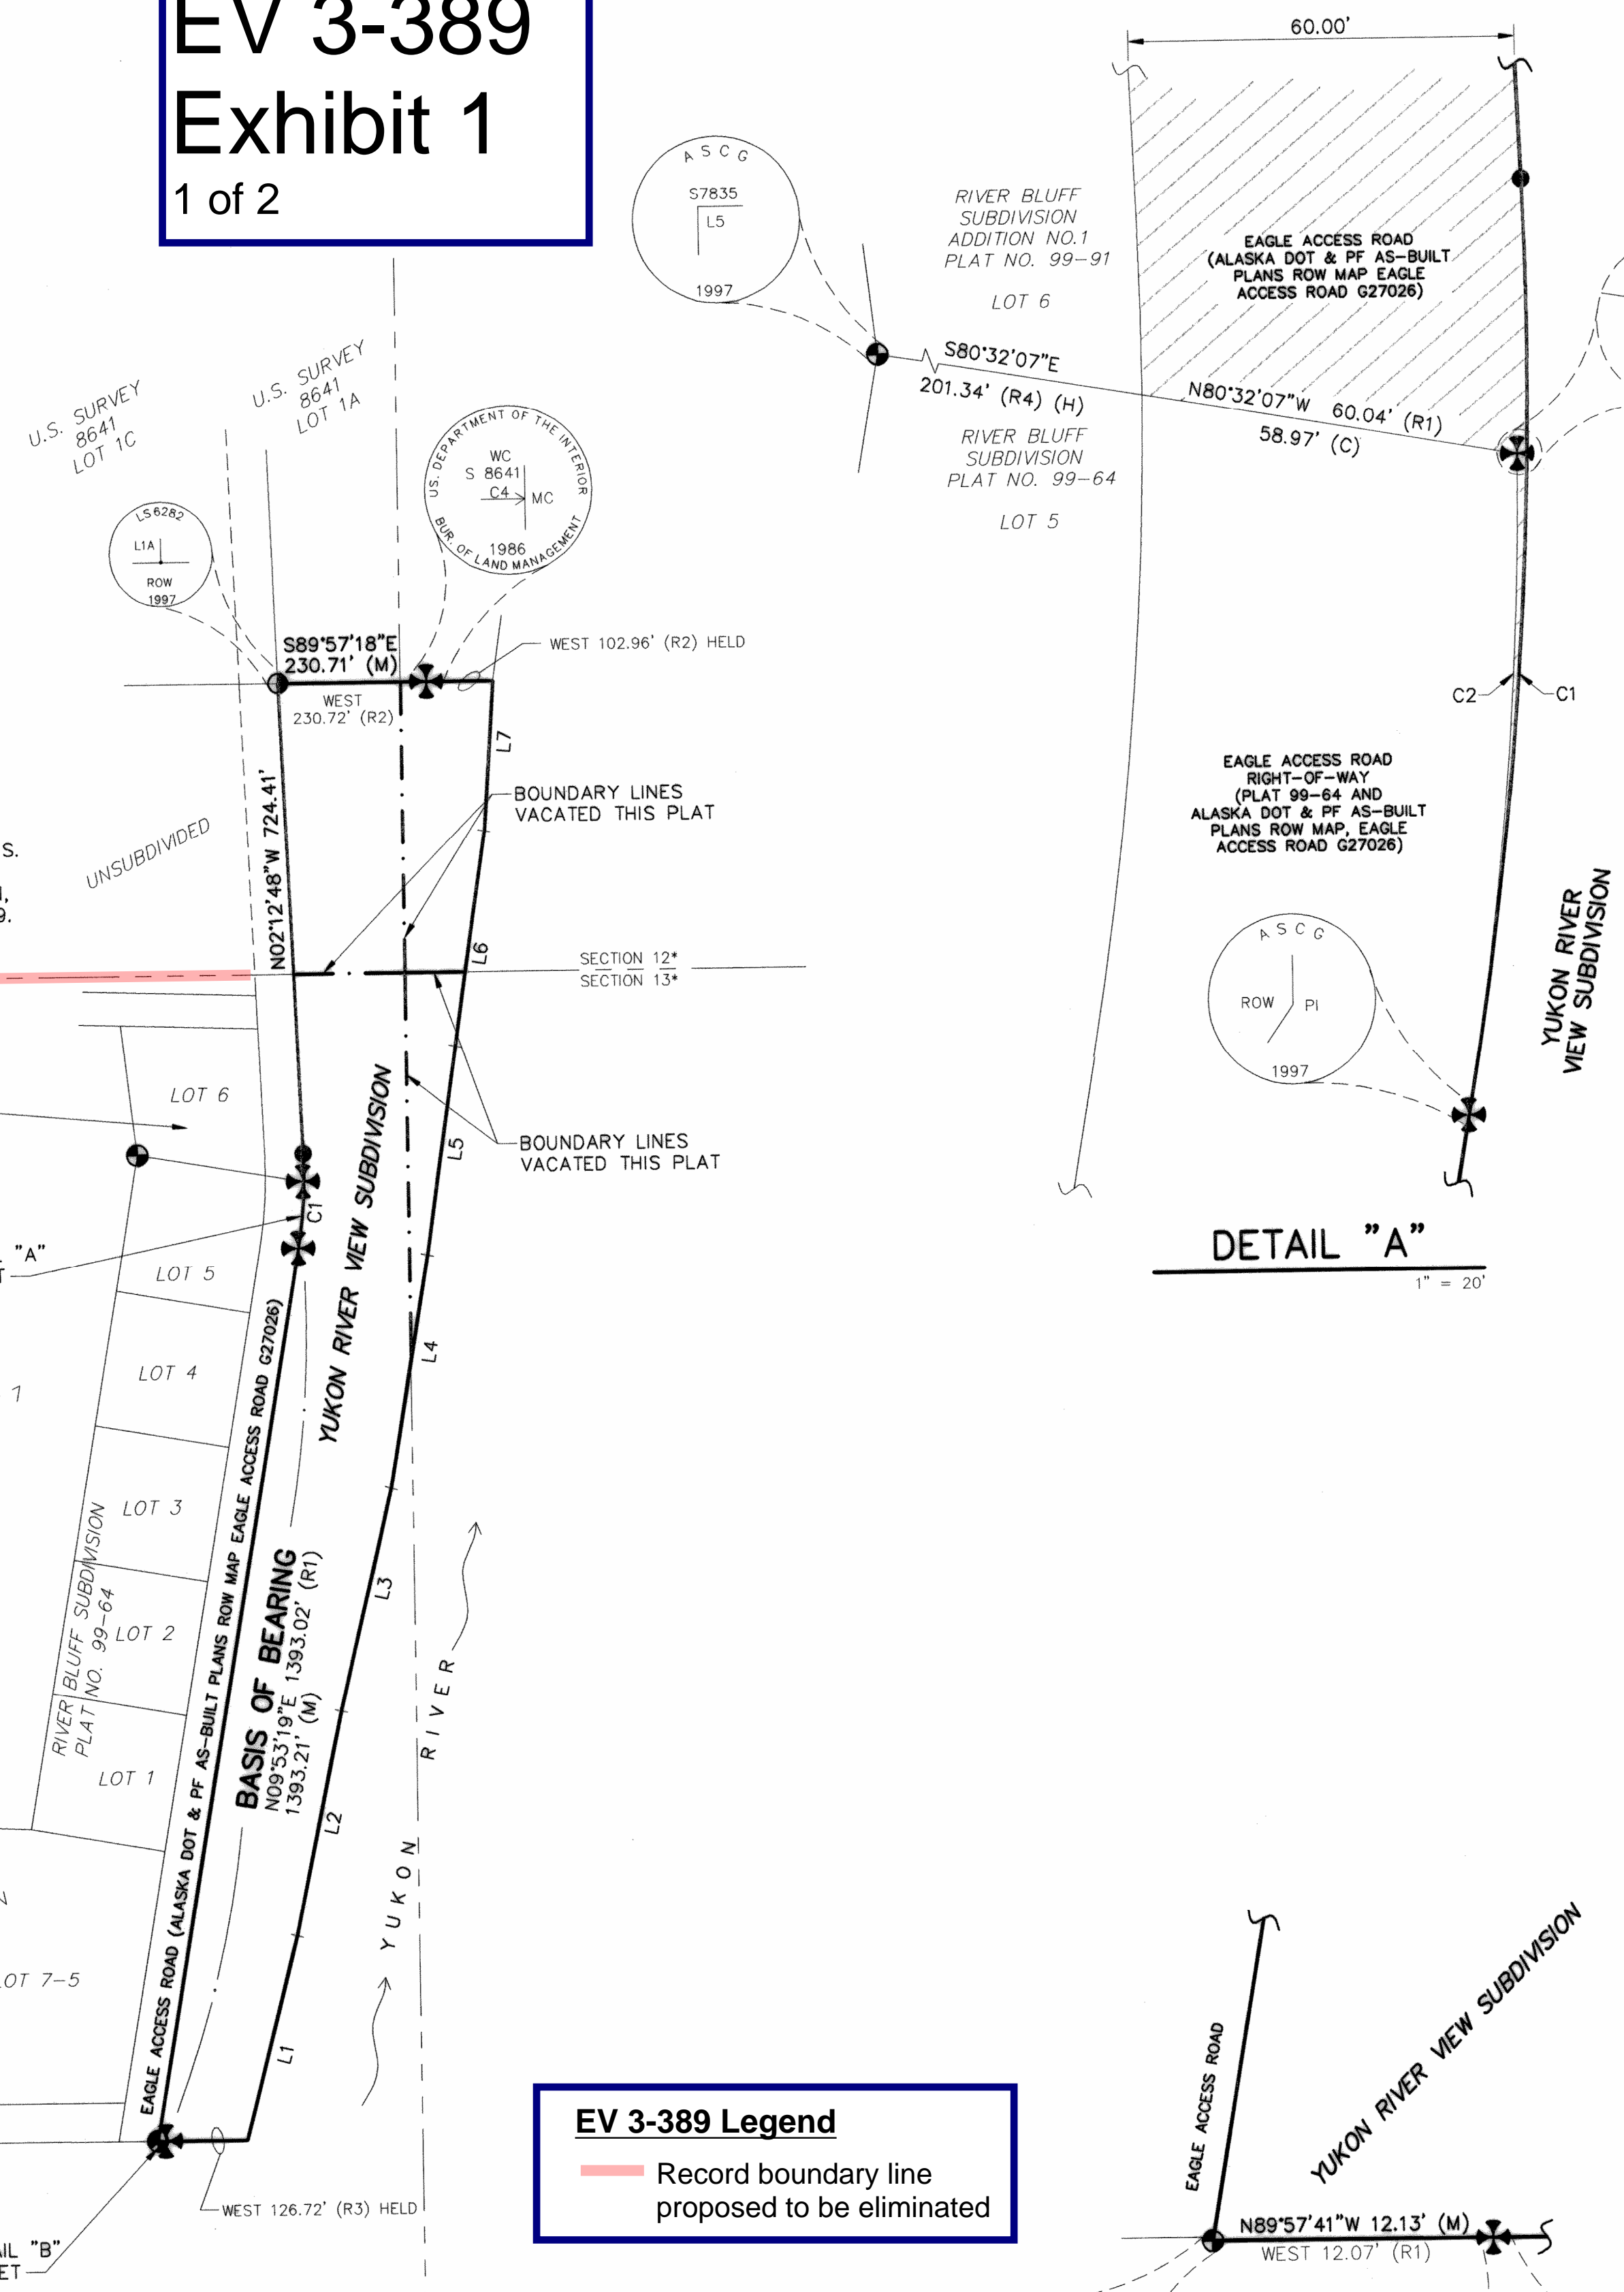 EV 3-389
Exhibit 1
1 of 2
60.00'
ASCG
S7835
L5
1997
RIVER BLUFF
SUBDIVISION
ADDITION NO.1
PLAT NO. 99-91
LOT 6
EAGLE ACCESS ROAD
(ALASKA DOT & PF AS-BUILT
PLANS ROW MAP EAGLE
ACCESS ROAD G27026)
S80°32'07"E
201.34' (R4) (H)
N80°32'07"W 60.04' (R1)
58.97' (C)
RIVER BLUFF
SUBDIVISION
PLAT NO. 99-64
LOT 5
C2
C1
EAGLE ACCESS ROAD
RIGHT-OF-WAY
(PLAT 99-64 AND
ALASKA DOT & PF AS-BUILT
PLANS ROW MAP, EAGLE
ACCESS ROAD G27026)
YUKON RIVER
VIEW SUBDIVISION
ASCG
ROW
PI
1997
DETAIL "A"
1" = 20'
U.S. SURVEY
8641
LOT 1C
U.S. SURVEY
8641
LOT 1A
US. DEPARTMENT OF THE INTERIOR
WC
S 8641
C4
MC
1986
BUR. OF LAND MANAGEMENT
LS6282
L1A
ROW
1997
S89°57'18"E
230.71' (M)
WEST
230.72' (R2)
WEST 102.96' (R2) HELD
L7
N02°12'48"W 724.41'
BOUNDARY LINES
VACATED THIS PLAT
UNSUBDIVIDED
S.
9.
L6
SECTION 12*
SECTION 13*
LOT 6
L5
BOUNDARY LINES
VACATED THIS PLAT
C1
"A"
LOT 5
YUKON RIVER VIEW SUBDIVISION
L4
LOT 4
LOT 3
LOT 2
LOT 1
RIVER BLUFF SUBDIVISION
PLAT NO. 99-64
EAGLE ACCESS ROAD (ALASKA DOT & PF AS-BUILT PLANS ROW MAP EAGLE ACCESS ROAD G27026)
BASIS OF BEARING
N09°53'19"E 1393.02' (R1)
1393.21' (M)
L3
L2
YUKON RIVER
OT 7-5
L1
WEST 126.72' (R3) HELD
IL "B"
ET
EV 3-389 Legend
Record boundary line
proposed to be eliminated
EAGLE ACCESS ROAD
YUKON RIVER VIEW SUBDIVISION
N89°57'41"W 12.13' (M)
WEST 12.07' (R1)